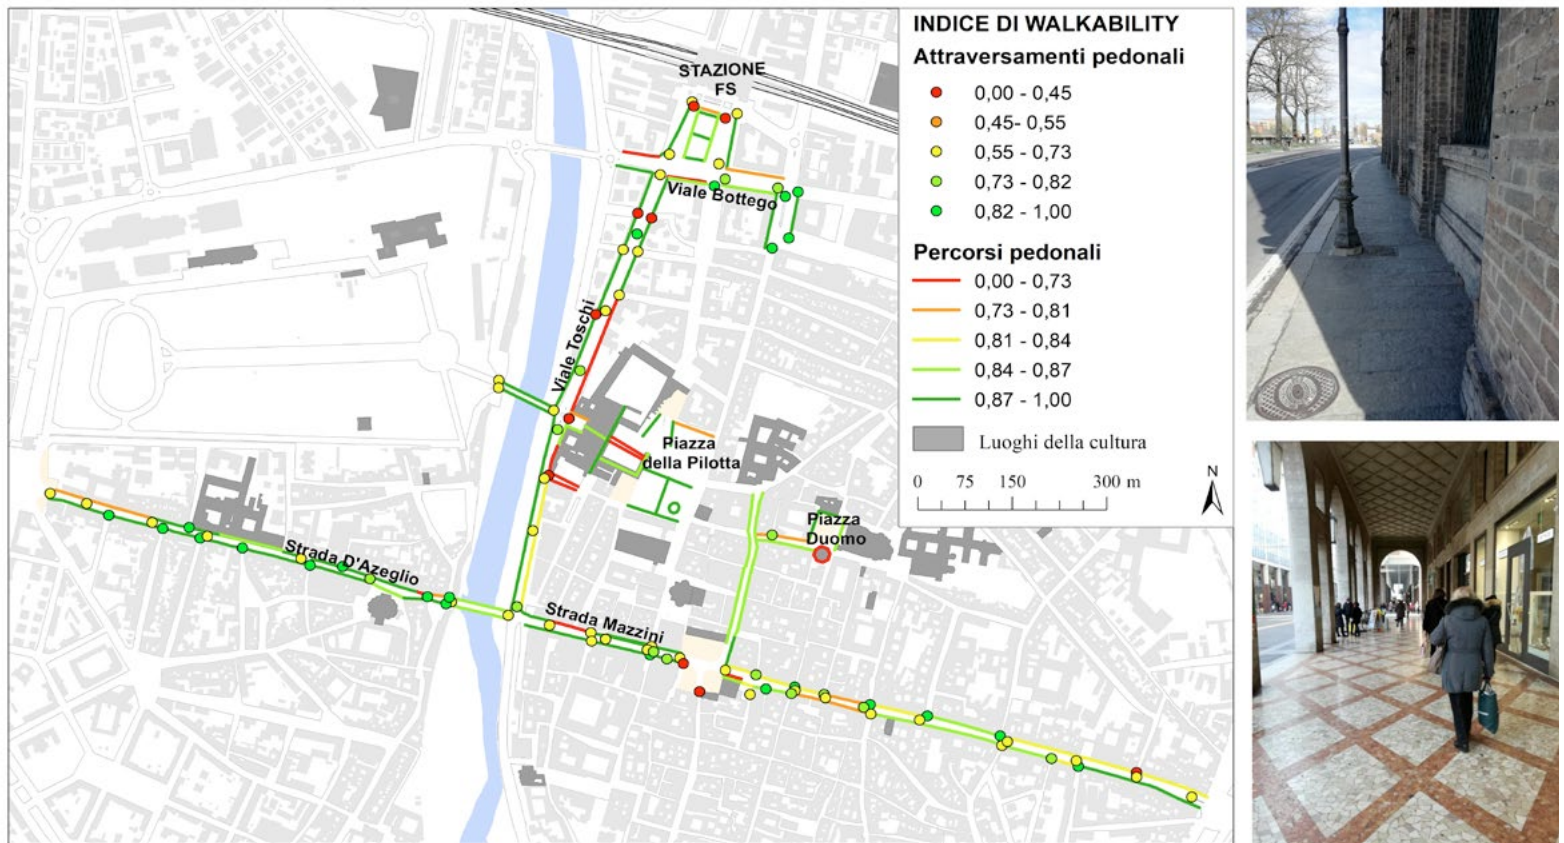 STAZIONE
FS
Viale Bottego
Viale Toschi
Piazza
della Pilotta
Piazza
Duomo
Strada D'Azeglio
Strada Mazzini
INDICE DI WALKABILITY
Attraversamenti pedonali
0,00 - 0,45
0,45- 0,55
0,55 - 0,73
0,73 - 0,82
0,82 - 1,00
Percorsi pedonali
0,00 - 0,73
0,73 - 0,81
0,81 - 0,84
0,84 - 0,87
0,87 - 1,00
Luoghi della cultura
0 75 150 300 m
N